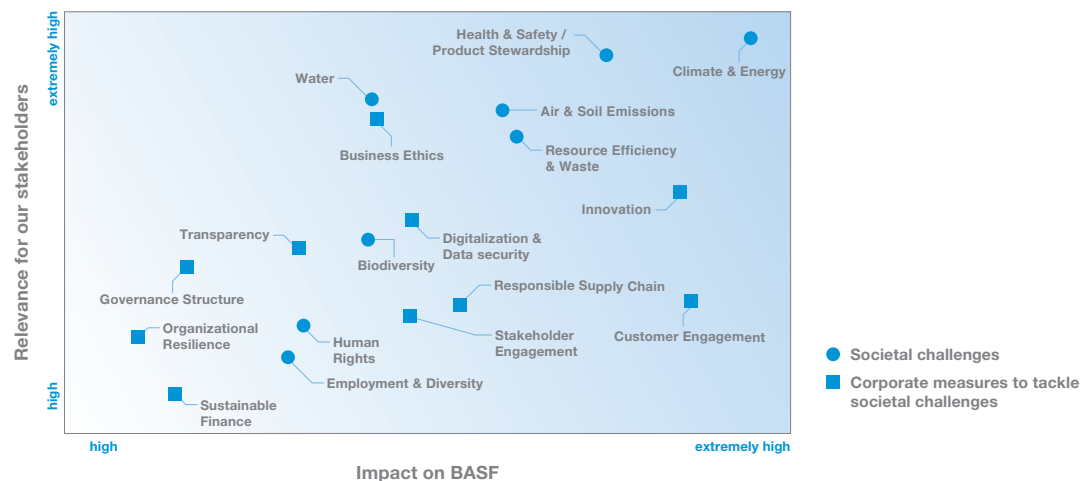 extremely high
Relevance for our stakeholders
high
Health & Safety /
Product Stewardship
Climate & Energy
Water
Air & Soil Emissions
Business Ethics
Resource Efficiency
& Waste
Innovation
Transparency
Digitalization &
Data security
Biodiversity
Governance Structure
Responsible Supply Chain
Organizational
Resilience
Human
Rights
Stakeholder
Engagement
Customer Engagement
Employment & Diversity
Sustainable
Finance
high
extremely high
Impact on BASF
Societal challenges
Corporate measures to tackle
societal challenges